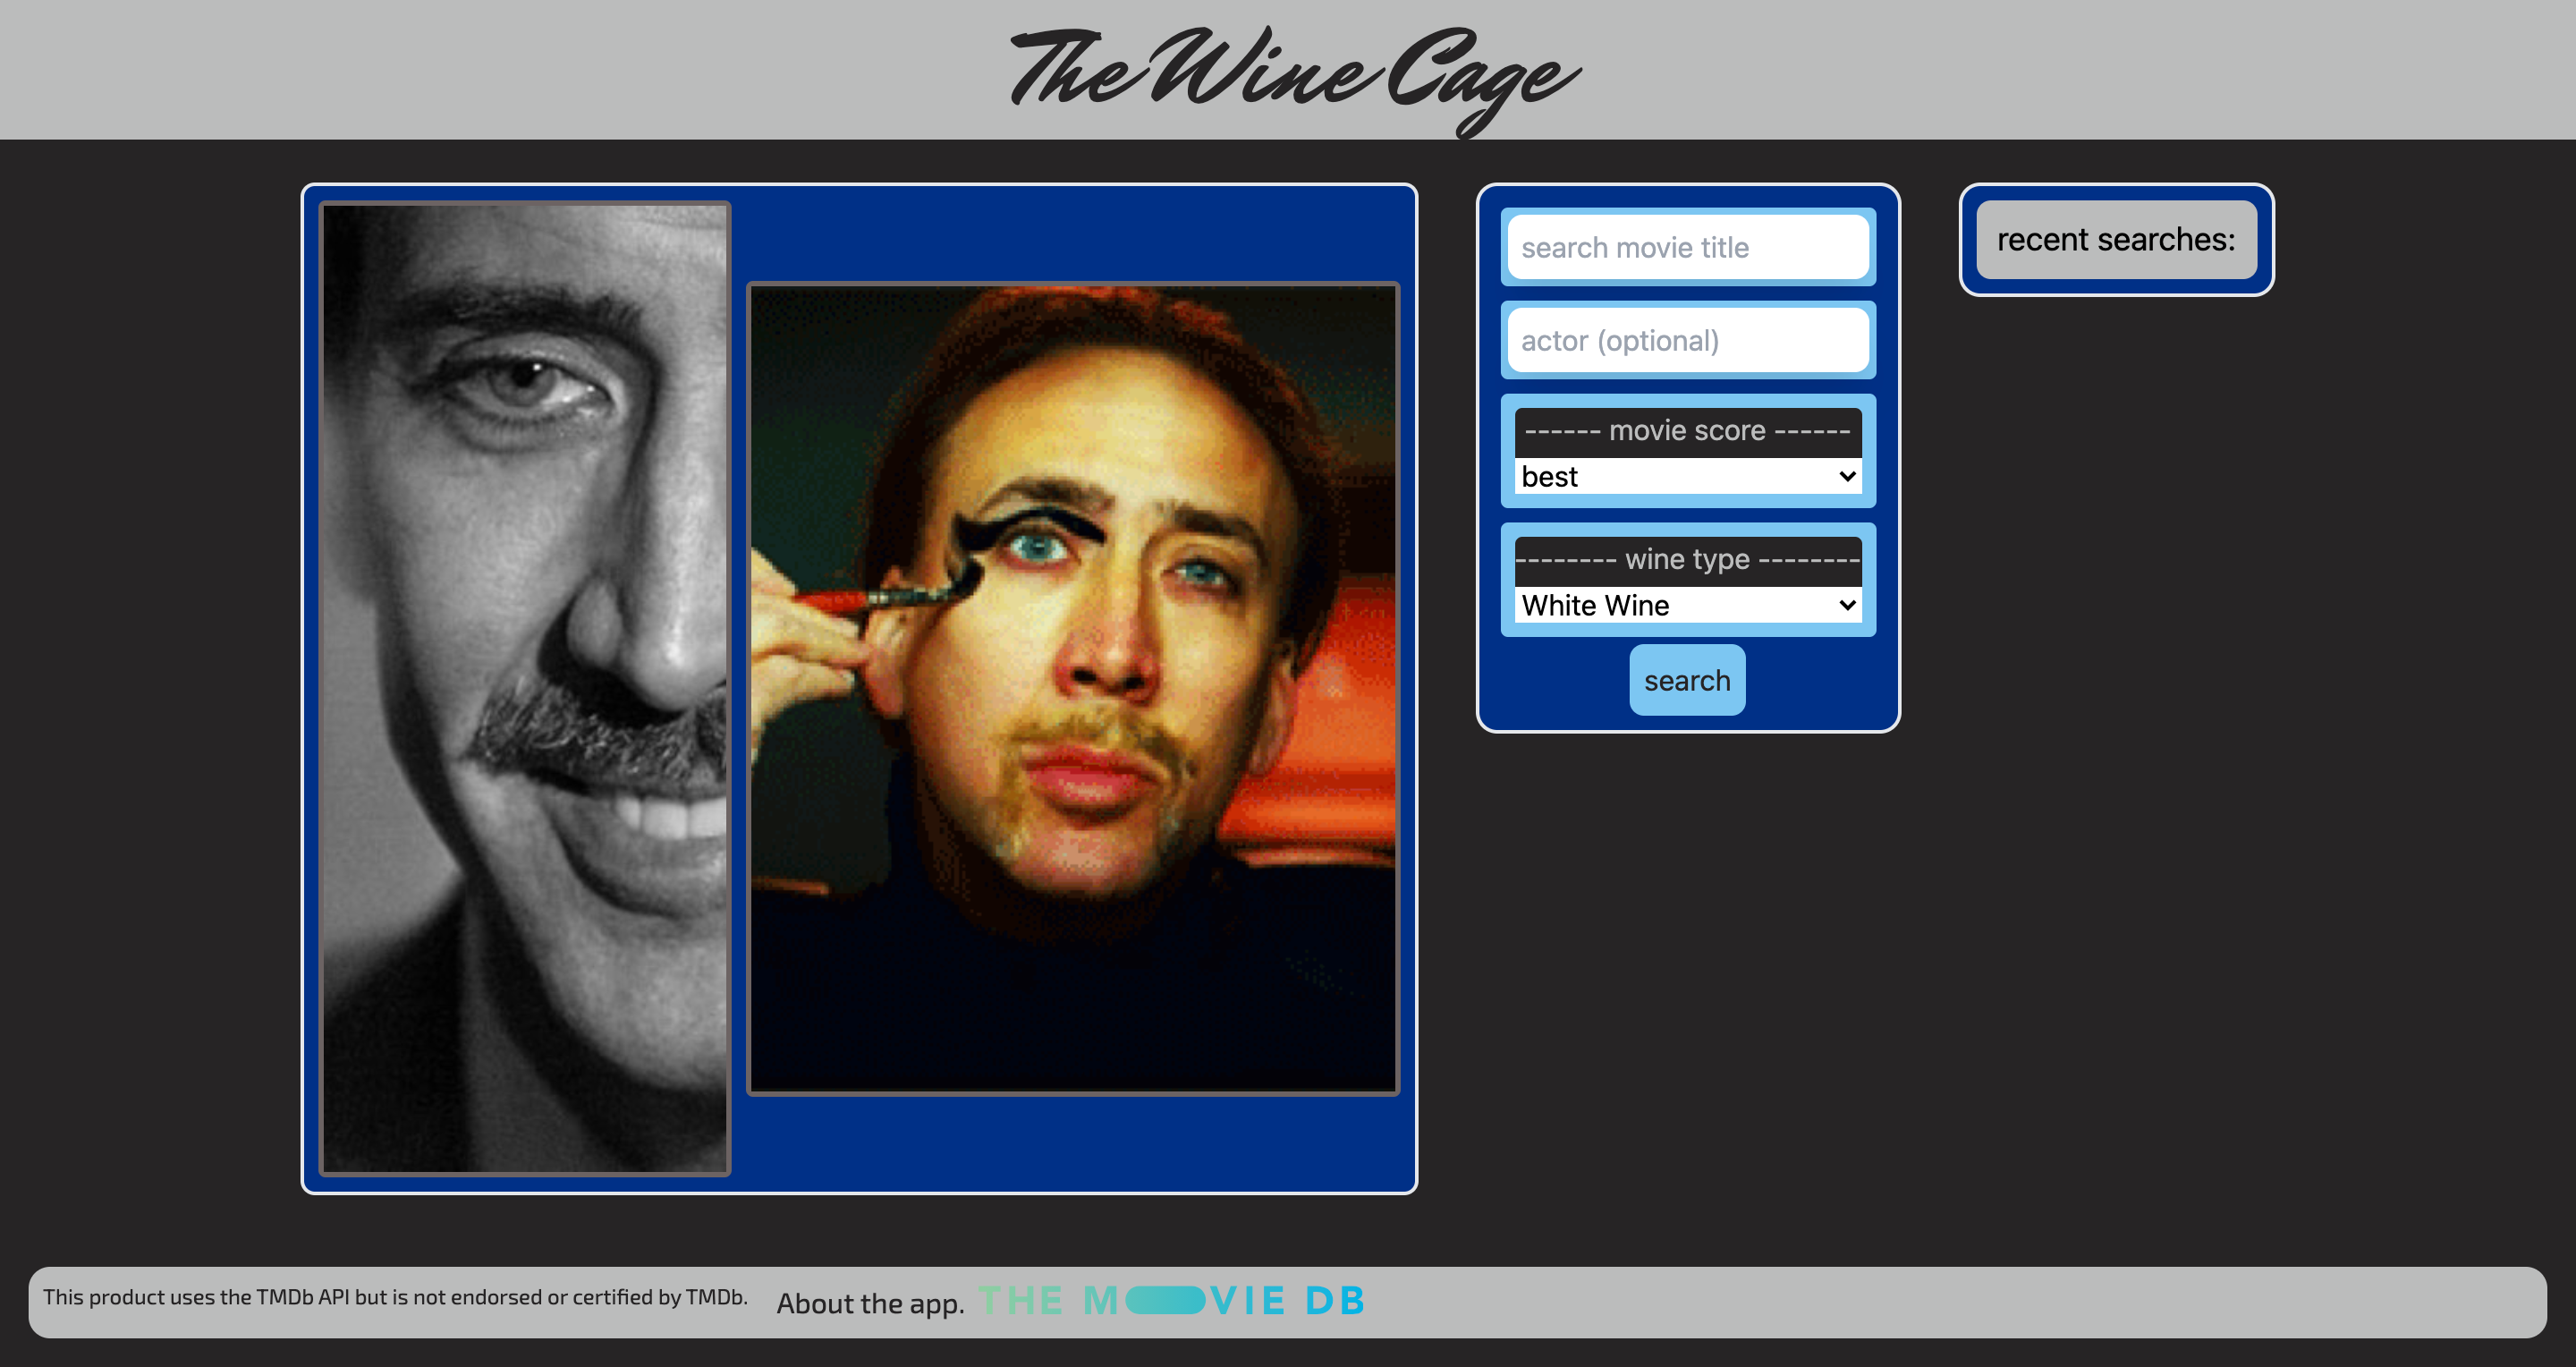 The Wine Cage
search movie title
actor (optional)
------ movie score ------
best
-------- wine type --------
White Wine
search
recent searches:
This product uses the TMDb API but is not endorsed or certified by TMDb.
About the app.
THE M VIE DB